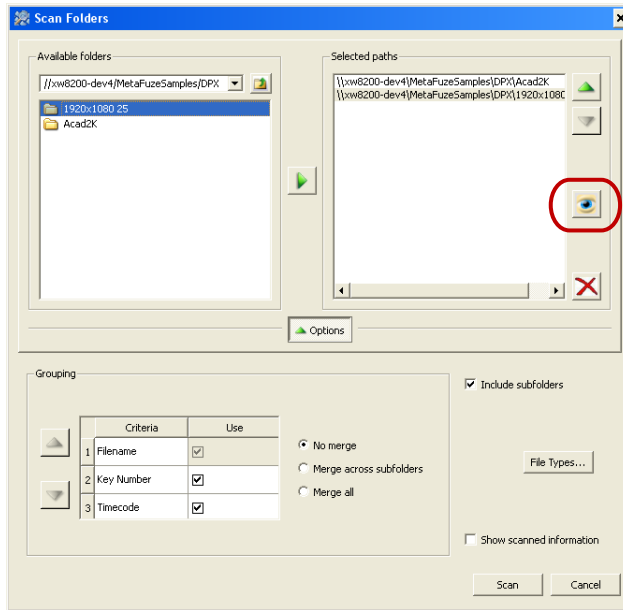 Scan Folders
Available folders
//xw8200-dev4/MetaFuzeSamples/DPX
1920x1080 25
Acad2K
Selected paths
\\xw8200-dev4\MetaFuzeSamples\DPX\Acad2K
\\xw8200-dev4\MetaFuzeSamples\DPX\1920x1080
Options
Grouping
Criteria Use
1 Filename
2 Key Number
3 Timecode
No merge
Merge across subfolders
Merge all
Include subfolders
File Types...
Show scanned information
Scan Cancel